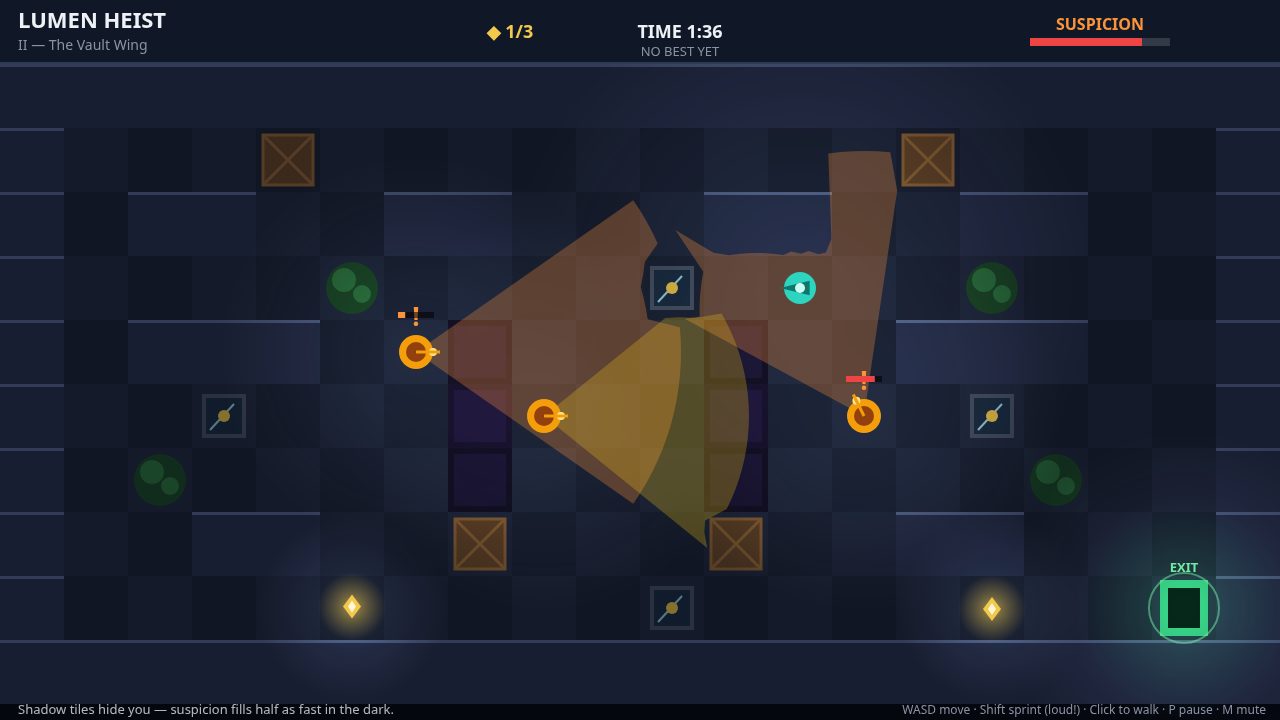 LUMEN HEIST
II — The Vault Wing
◆ 1/3
TIME 1:36
NO BEST YET
SUSPICION
!
!
EXIT
Shadow tiles hide you — suspicion fills half as fast in the dark.
WASD move · Shift sprint (loud!) · Click to walk · P pause · M mute